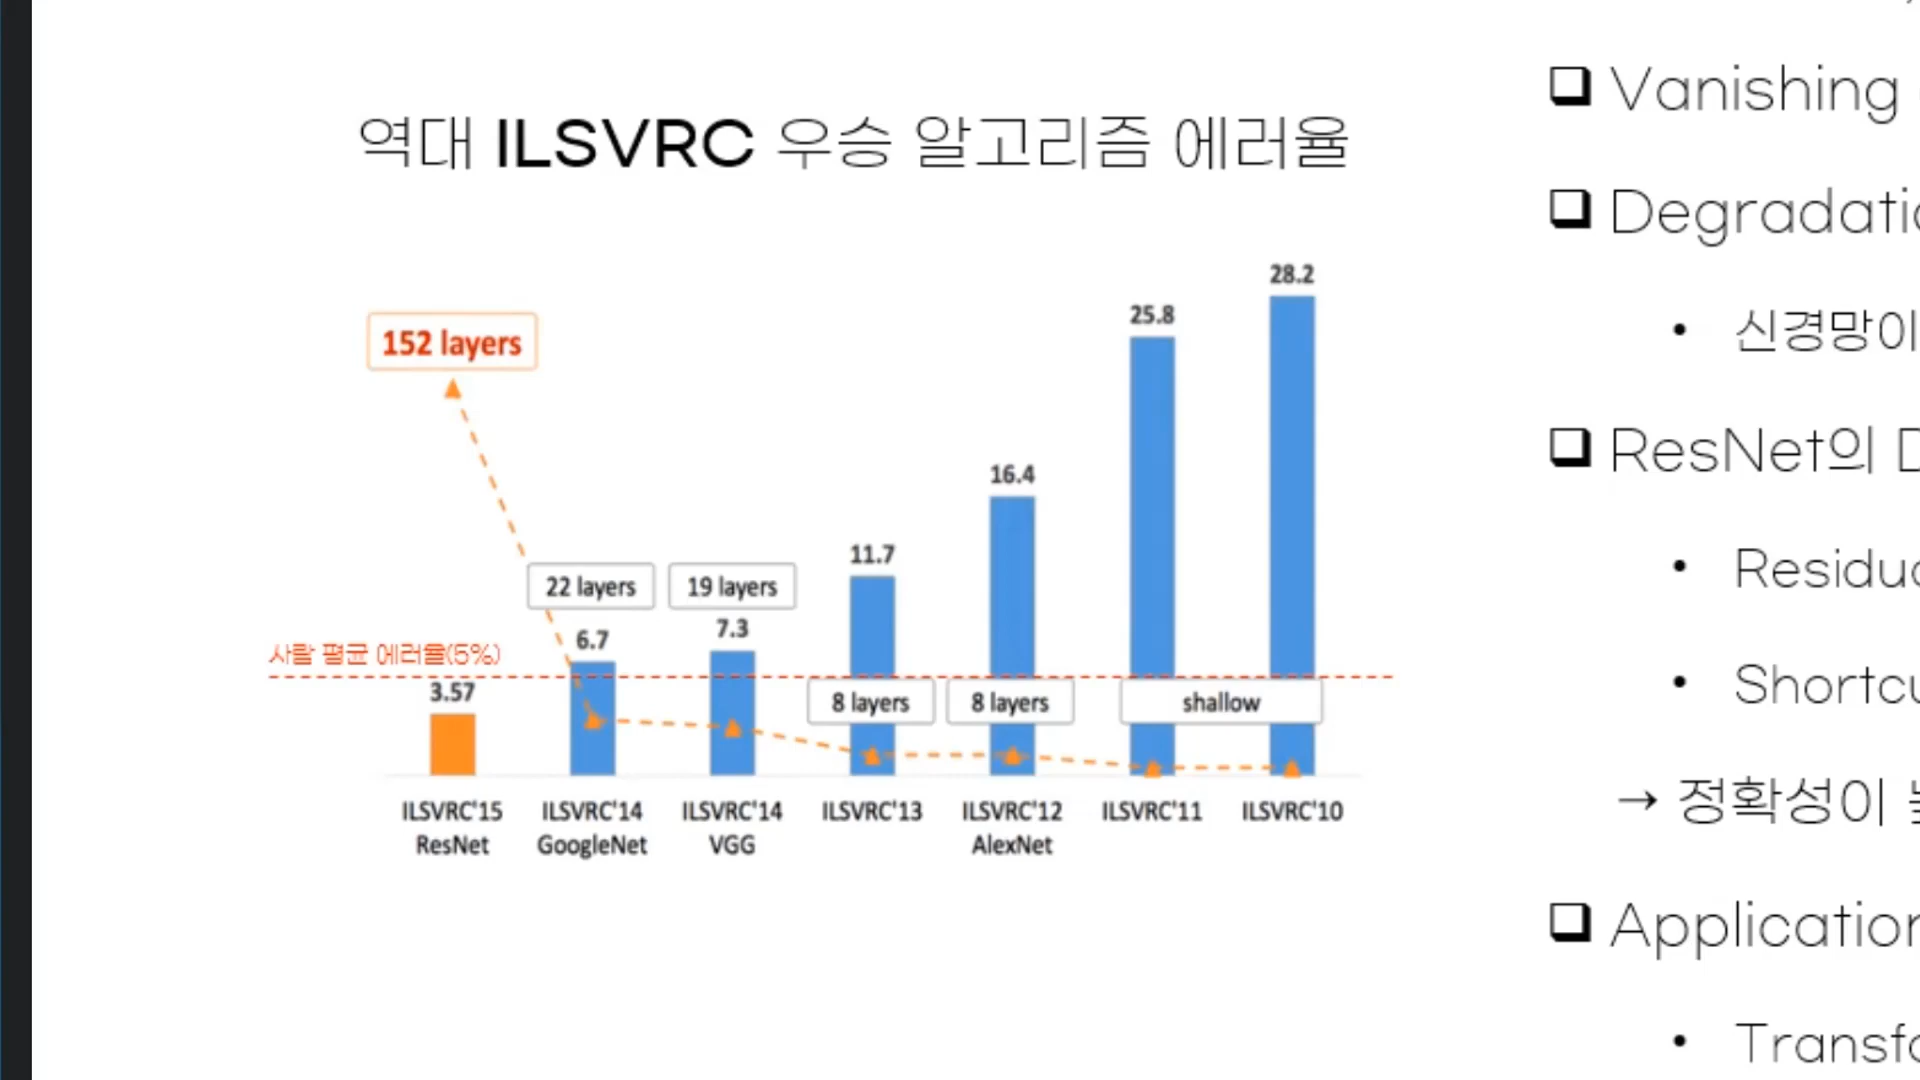 역대 ILSVRC 우승 알고리즘 에러율
28.2
25.8
152 layers
16.4
11.7
22 layers
19 layers
6.7
7.3
사람 평균 에러율(5%)
3.57
8 layers
8 layers
shallow
ILSVRC'15
ResNet
ILSVRC'14
GoogleNet
ILSVRC'14
VGG
ILSVRC'13
ILSVRC'12
AlexNet
ILSVRC'11
ILSVRC'10
❑ Vanishing
❑ Degradati
• 신경망이
❑ ResNet의
• Residu
• Shortcu
→ 정확성이
❑ Application
• Transfo